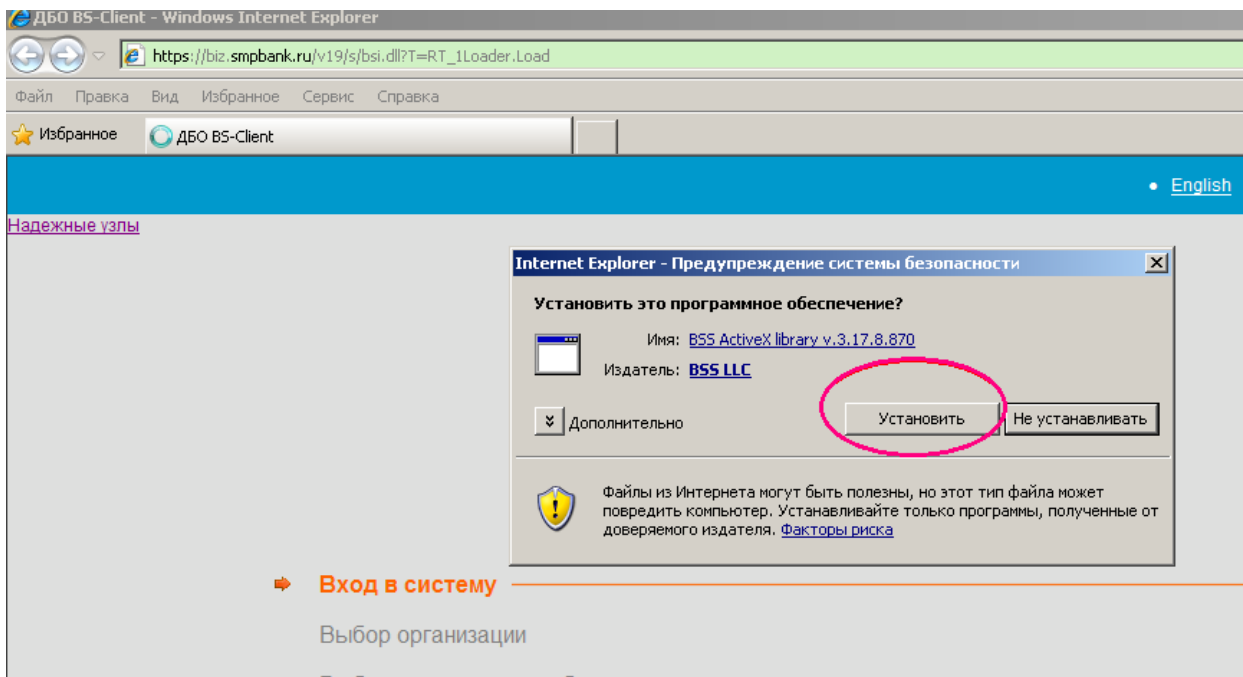 ДБО BS-Client - Windows Internet Explorer
https://biz.smpbank.ru/v19/s/bsi.dll?T=RT_1Loader.Load
Файл Правка Вид Избранное Сервис Справка
Избранное ДБО BS-Client
English
Надежные узлы
Internet Explorer - Предупреждение системы безопасности
Установить это программное обеспечение?
Имя: BSS ActiveX library v.3.17.8.870
Издатель: BSS LLC
Дополнительно Установить Не устанавливать
Файлы из Интернета могут быть полезны, но этот тип файла может
повредить компьютер. Устанавливайте только программы, полученные от
доверяемого издателя. Факторы риска
Вход в систему
Выбор организации